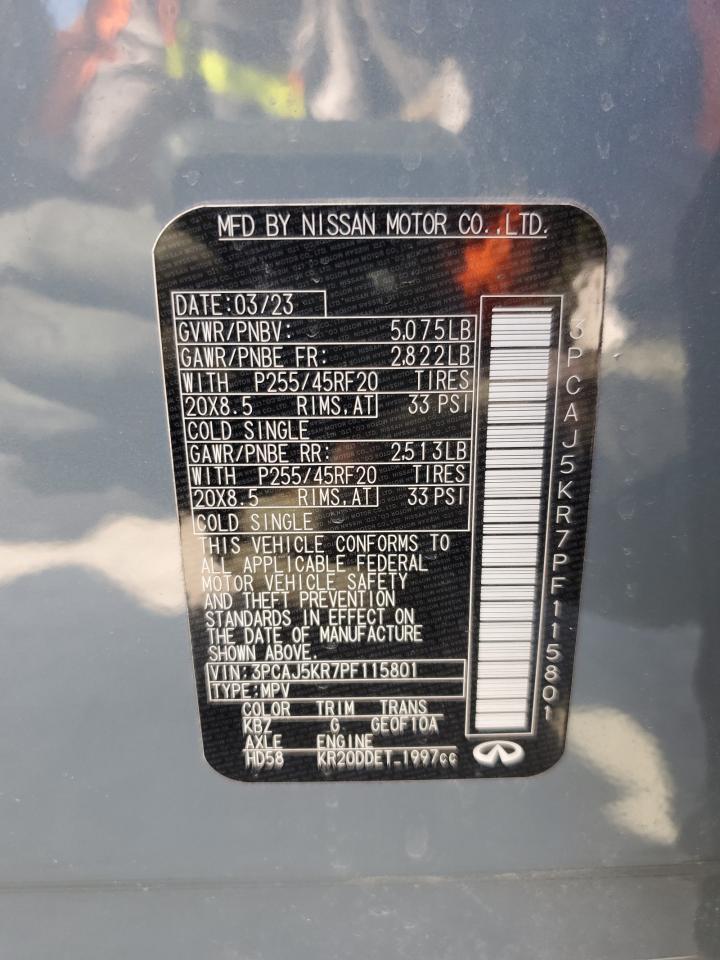 MFD BY NISSAN MOTOR CO.,LTD.
DATE:03/23
GVWR/PNBV: 5,075LB
GAWR/PNBE FR: 2,822LB
WITH P255/45RF20 TIRES
20X8.5 RIMS,AT 33 PSI
COLD SINGLE
GAWR/PNBE RR: 2,513LB
WITH P255/45RF20 TIRES
20X8.5 RIMS,AT 33 PSI
COLD SINGLE
THIS VEHICLE CONFORMS TO
ALL APPLICABLE FEDERAL
MOTOR VEHICLE SAFETY
AND THEFT PREVENTION
STANDARDS IN EFFECT ON
THE DATE OF MANUFACTURE
SHOWN ABOVE.
VIN:3PCAJ5KR7PF115801
TYPE:MPV
COLOR TRIM TRANS
KBZ G GE0F10A
AXLE ENGINE
HD58 KR20DDET-1997cc
3PCAJ5KR7PF115801